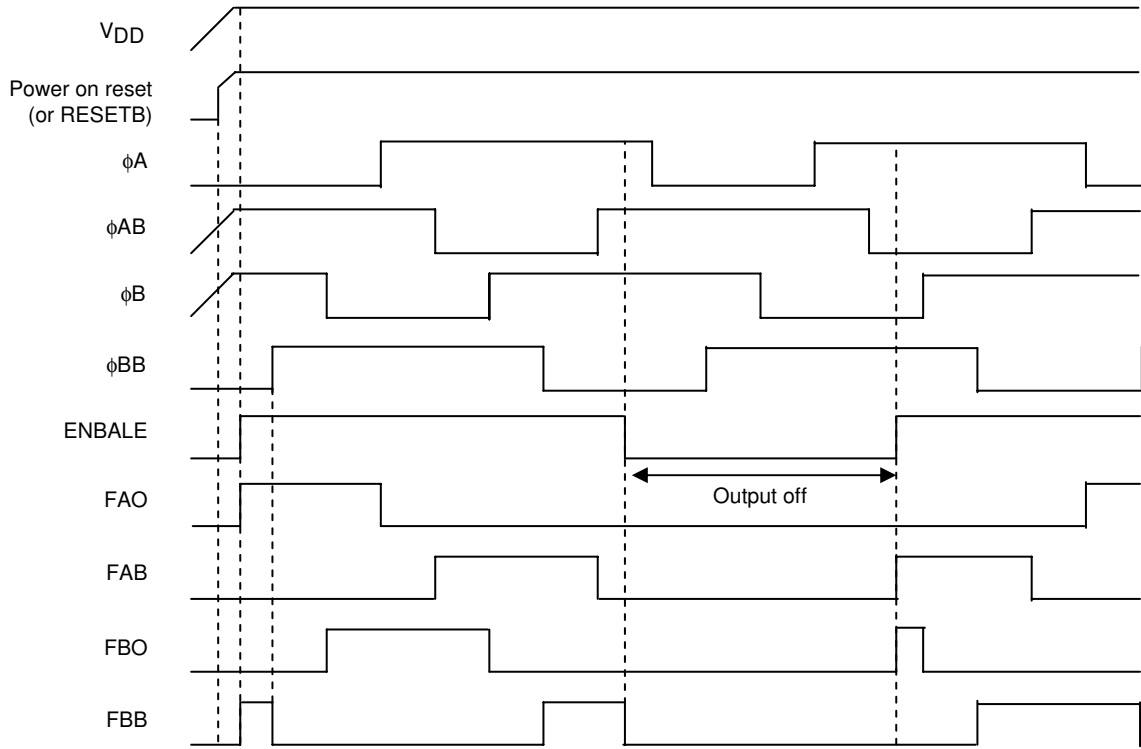 VDD
Power on reset
(or RESETB)
ϕA
ϕAB
ϕB
ϕBB
ENBALE
Output off
FAO
FAB
FBO
FBB